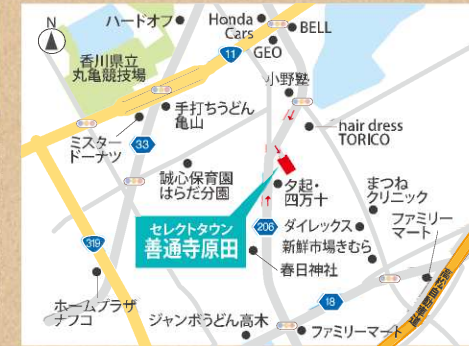 N
ハードオフ
Honda
Cars
BELL
GEO
11
香川県立
丸亀競技場
小野塾
手打ちうどん
亀山
hair dress
TORICO
ミスター
ドーナツ
33
誠心保育園
はらだ分園
夕起・
四万十
まつね
クリニック
セレクトタウン
善通寺原田
206
ダイレックス
ファミリー
マート
新鮮市場きむら
319
春日神社
高松自動車道
ホームプラザ
ナフコ
18
ジャンボうどん高木
ファミリーマート